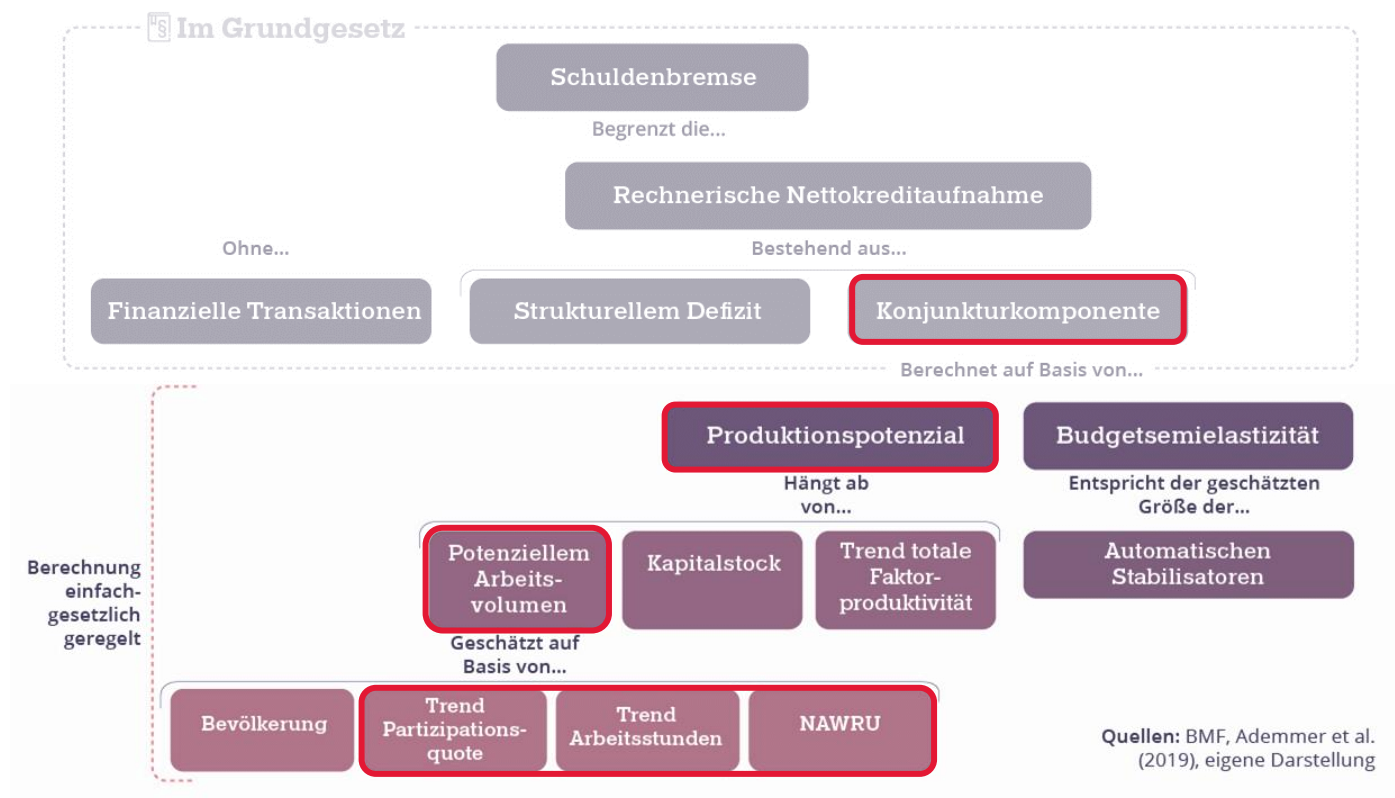 § Im Grundgesetz
Schuldenbremse
Begrenzt die...
Rechnerische Nettokreditaufnahme
Ohne...
Bestehend aus...
Finanzielle Transaktionen
Strukturellem Defizit
Konjunkturkomponente
Berechnet auf Basis von...
Produktionspotenzial
Budgetsemielastizität
Hängt ab
von...
Entspricht der geschätzten
Größe der...
Potenziellem
Arbeits-
volumen
Kapitalstock
Trend totale
Faktor-
produktivität
Automatischen
Stabilisatoren
Berechnung
einfach-
gesetzlich
geregelt
Geschätzt auf
Basis von...
Bevölkerung
Trend
Partizipations-
quote
Trend
Arbeitsstunden
NAWRU
Quellen: BMF, Ademmer et al.
(2019), eigene Darstellung